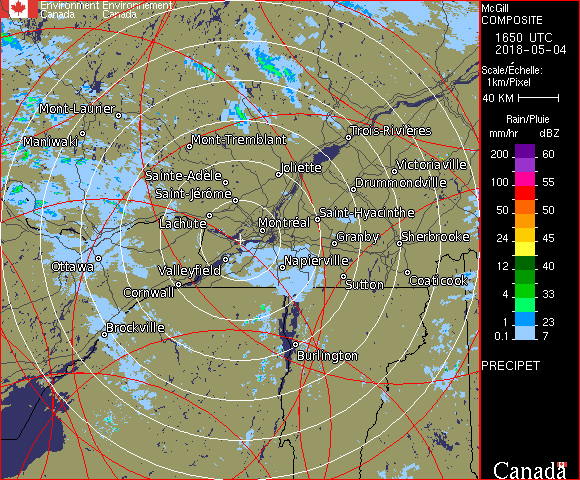 Environment Environnement
Canada Canada
McGill
COMPOSITE
1650 UTC
2018-05-04
Scale/Échelle:
1km/Pixel
40 KM
Rain/Pluie
mm/hr dBZ
200 60
100 55
50 50
24 45
12 40
4 33
1 23
0.1 7
PRECIPET
Canada
Mont-Laurier
Maniwaki
Mont-Tremblant
Trois-Rivières
Joliette
Victoriaville
Sainte-Adèle
Drummondville
Saint-Jérôme
Saint-Hyacinthe
Lachute
Montréal
Granby
Sherbrooke
Ottawa
Valleyfield
Napierville
Cornwall
Sutton
Coaticook
Brockville
Burlington